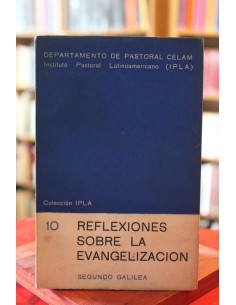 DEPARTAMENTO DE PASTORAL CELAM
Instituto Pastoral Latinoamericano (IPLA)
Colección IPLA
10 REFLEXIONES
SOBRE LA
EVANGELIZACION
SEGUNDO GALILEA